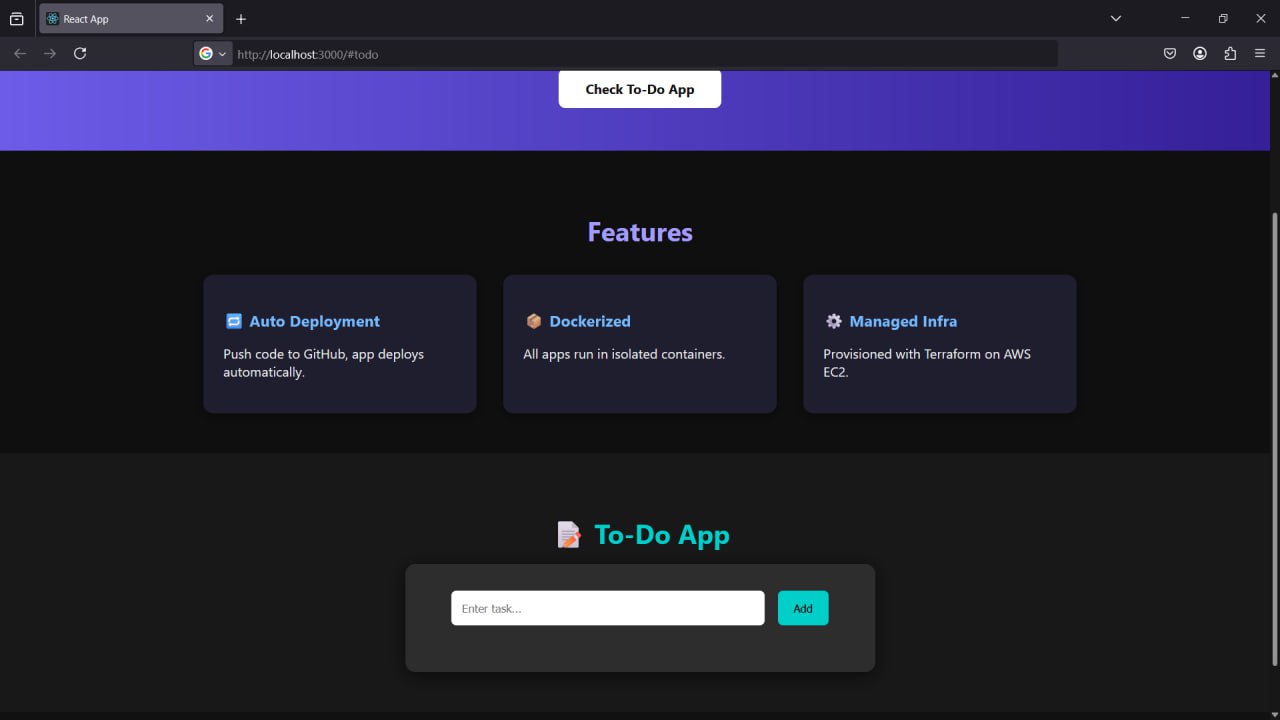 React App
http://localhost:3000/#todo
Check To-Do App
Features
Auto Deployment
Push code to GitHub, app deploys
automatically.
Dockerized
All apps run in isolated containers.
Managed Infra
Provisioned with Terraform on AWS
EC2.
To-Do App
Enter task...
Add